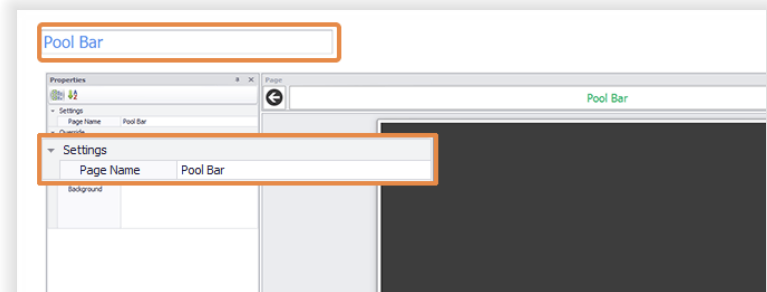 Pool Bar
Properties
Page
Pool Bar
Settings
Page Name Pool Bar
Override
Settings
Page Name Pool Bar
Background